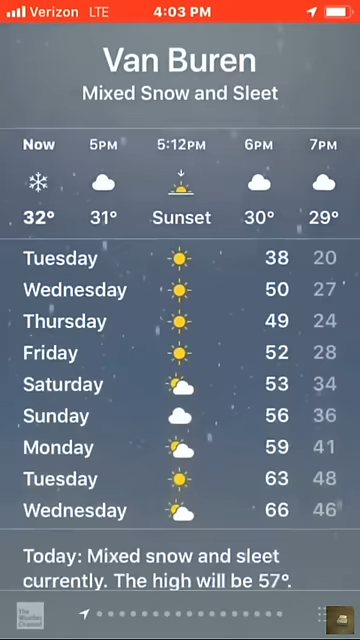 Verizon LTE 4:03 PM
Van Buren
Mixed Snow and Sleet
Now 5PM 5:12PM 6PM 7PM
32° 31° Sunset 30° 29°
Tuesday 38 20
Wednesday 50 27
Thursday 49 24
Friday 52 28
Saturday 53 34
Sunday 56 36
Monday 59 41
Tuesday 63 48
Wednesday 66 46
Today: Mixed snow and sleet
currently. The high will be 57°.
The
Weather
Channel